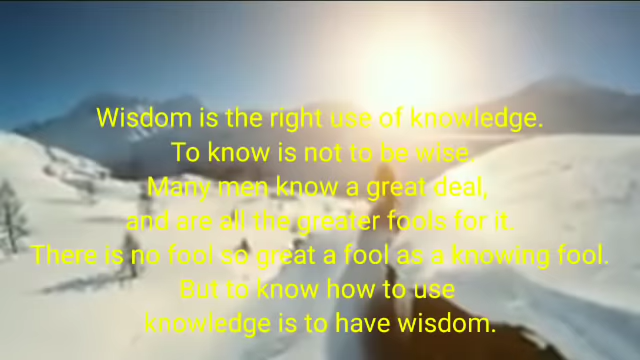 Wisdom is the right use of knowledge.
To know is not to be wise.
Many men know a great deal,
and are all the greater fools for it.
There is no fool so great a fool as a knowing fool.
But to know how to use
knowledge is to have wisdom.